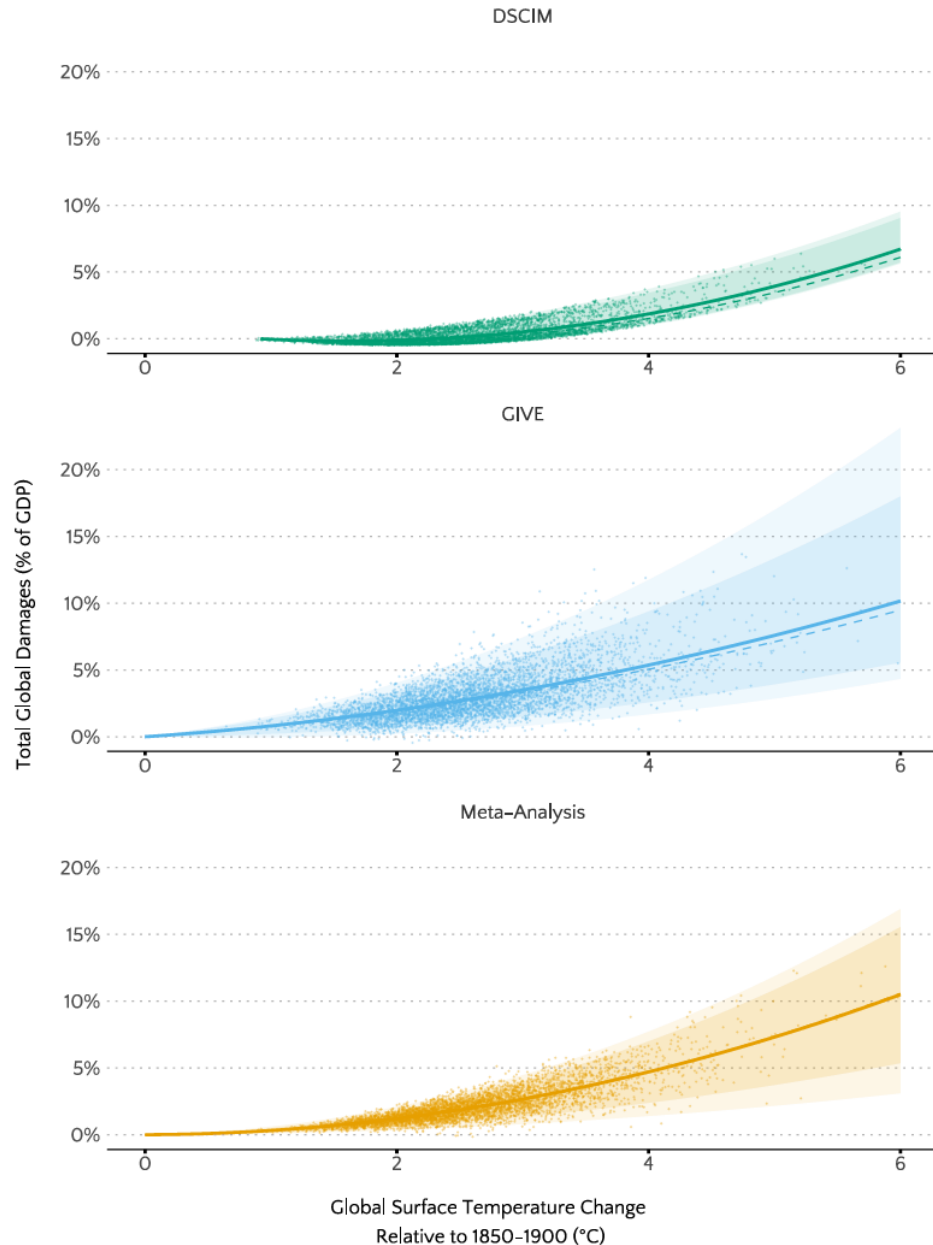 DSCIM
20%
15%
10%
5%
0%
0 2 4 6
GIVE
Total Global Damages (% of GDP)
20%
15%
10%
5%
0%
0 2 4 6
Meta-Analysis
20%
15%
10%
5%
0%
0 2 4 6
Global Surface Temperature Change
Relative to 1850-1900 (°C)